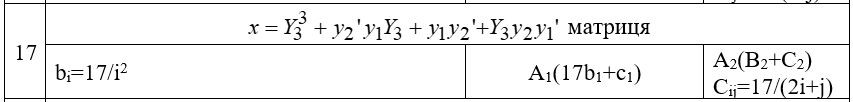 17
x = Y₃³ + y₂'y₁Y₃ + y₁y₂'+Y₃y₂y₁' матриця
bᵢ=17/i²
A₁(17b₁+c₁)
A₂(B₂+C₂)
Cᵢⱼ=17/(2i+j)